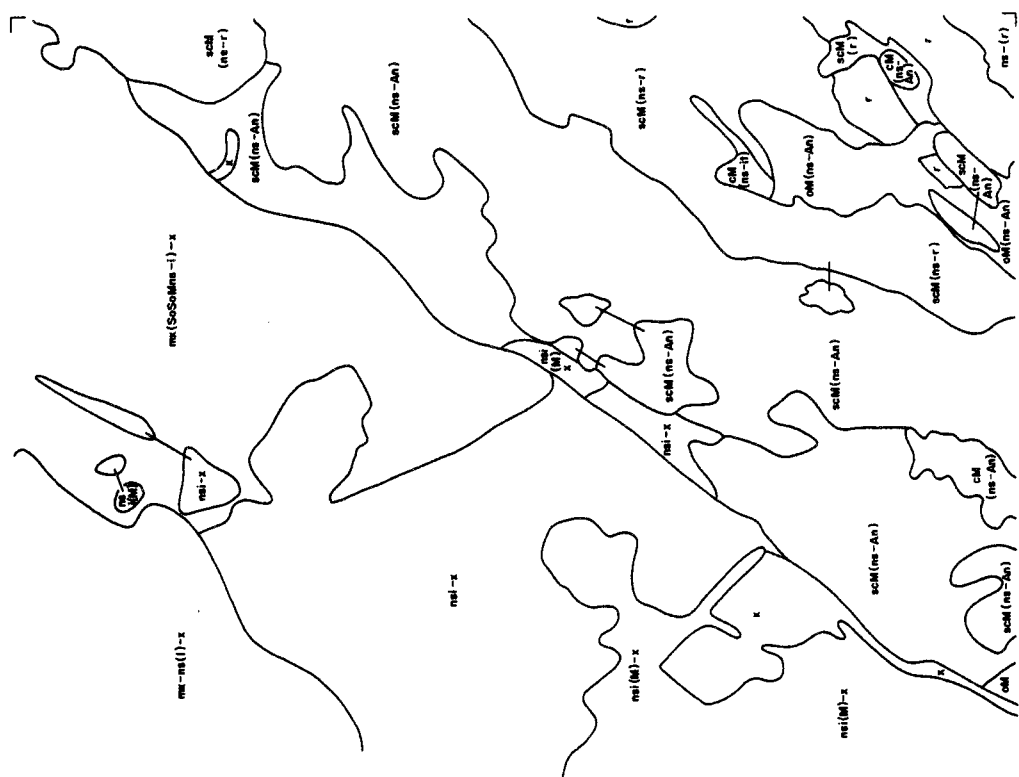 ns
i(M)
mx-ns(i)-x
mx(SoSoMns-i)-x
nsi-x
scM
(ns-r)
x
scM(ns-An)
scM(ns-An)
nsi-x
nsi
(M)
x
nsi(M)-x
r
scM(ns-r)
nsi-x
scM(ns-An)
cM
(ns-i1)
x
oM(ns-An)
nsi(M)-x
scM(ns-An)
scM
(r)
scM(ns-An)
r
cM
(ns-
An)
r
x
scM(ns-r)
r
scM
(ns-
An)
cM
(ns-An)
oM
scM(ns-An)
oM(ns-An)
ns-(r)